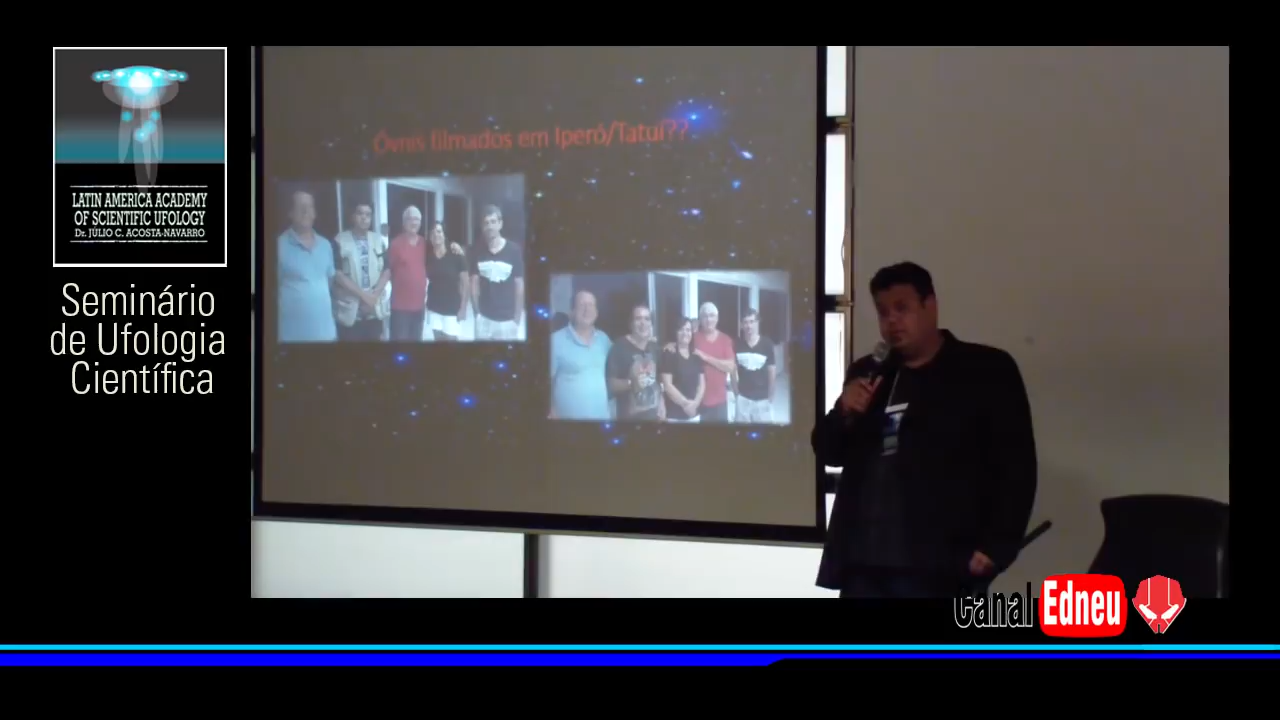 LATIN AMERICA ACADEMY
OF SCIENTIFIC UFOLOGY
Dr. JÚLIO C. ACOSTA-NAVARRO
Seminário
de Ufologia
Científica
Óvnis filmados em Iperó/Tatuí??
Canal Edneu